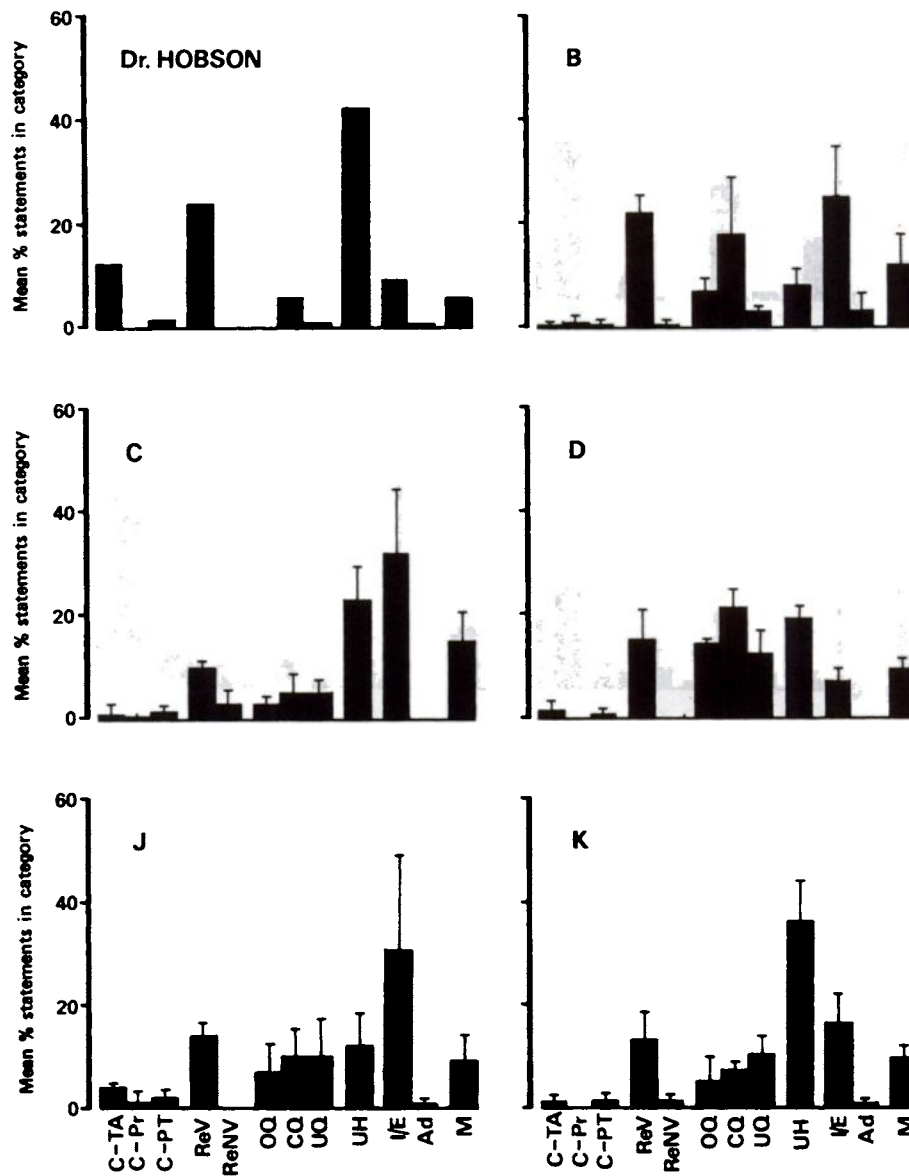 Mean % statements in category
60
40
20
0
Dr. HOBSON
B
Mean % statements in category
60
40
20
0
C
D
Mean % statements in category
60
40
20
0
J
K
C-TA
C-Pr
C-PT
ReV
ReNV
OQ
CQ
UQ
UH
I/E
Ad
M
C-TA
C-Pr
C-PT
ReV
ReNV
OQ
CQ
UQ
UH
I/E
Ad
M